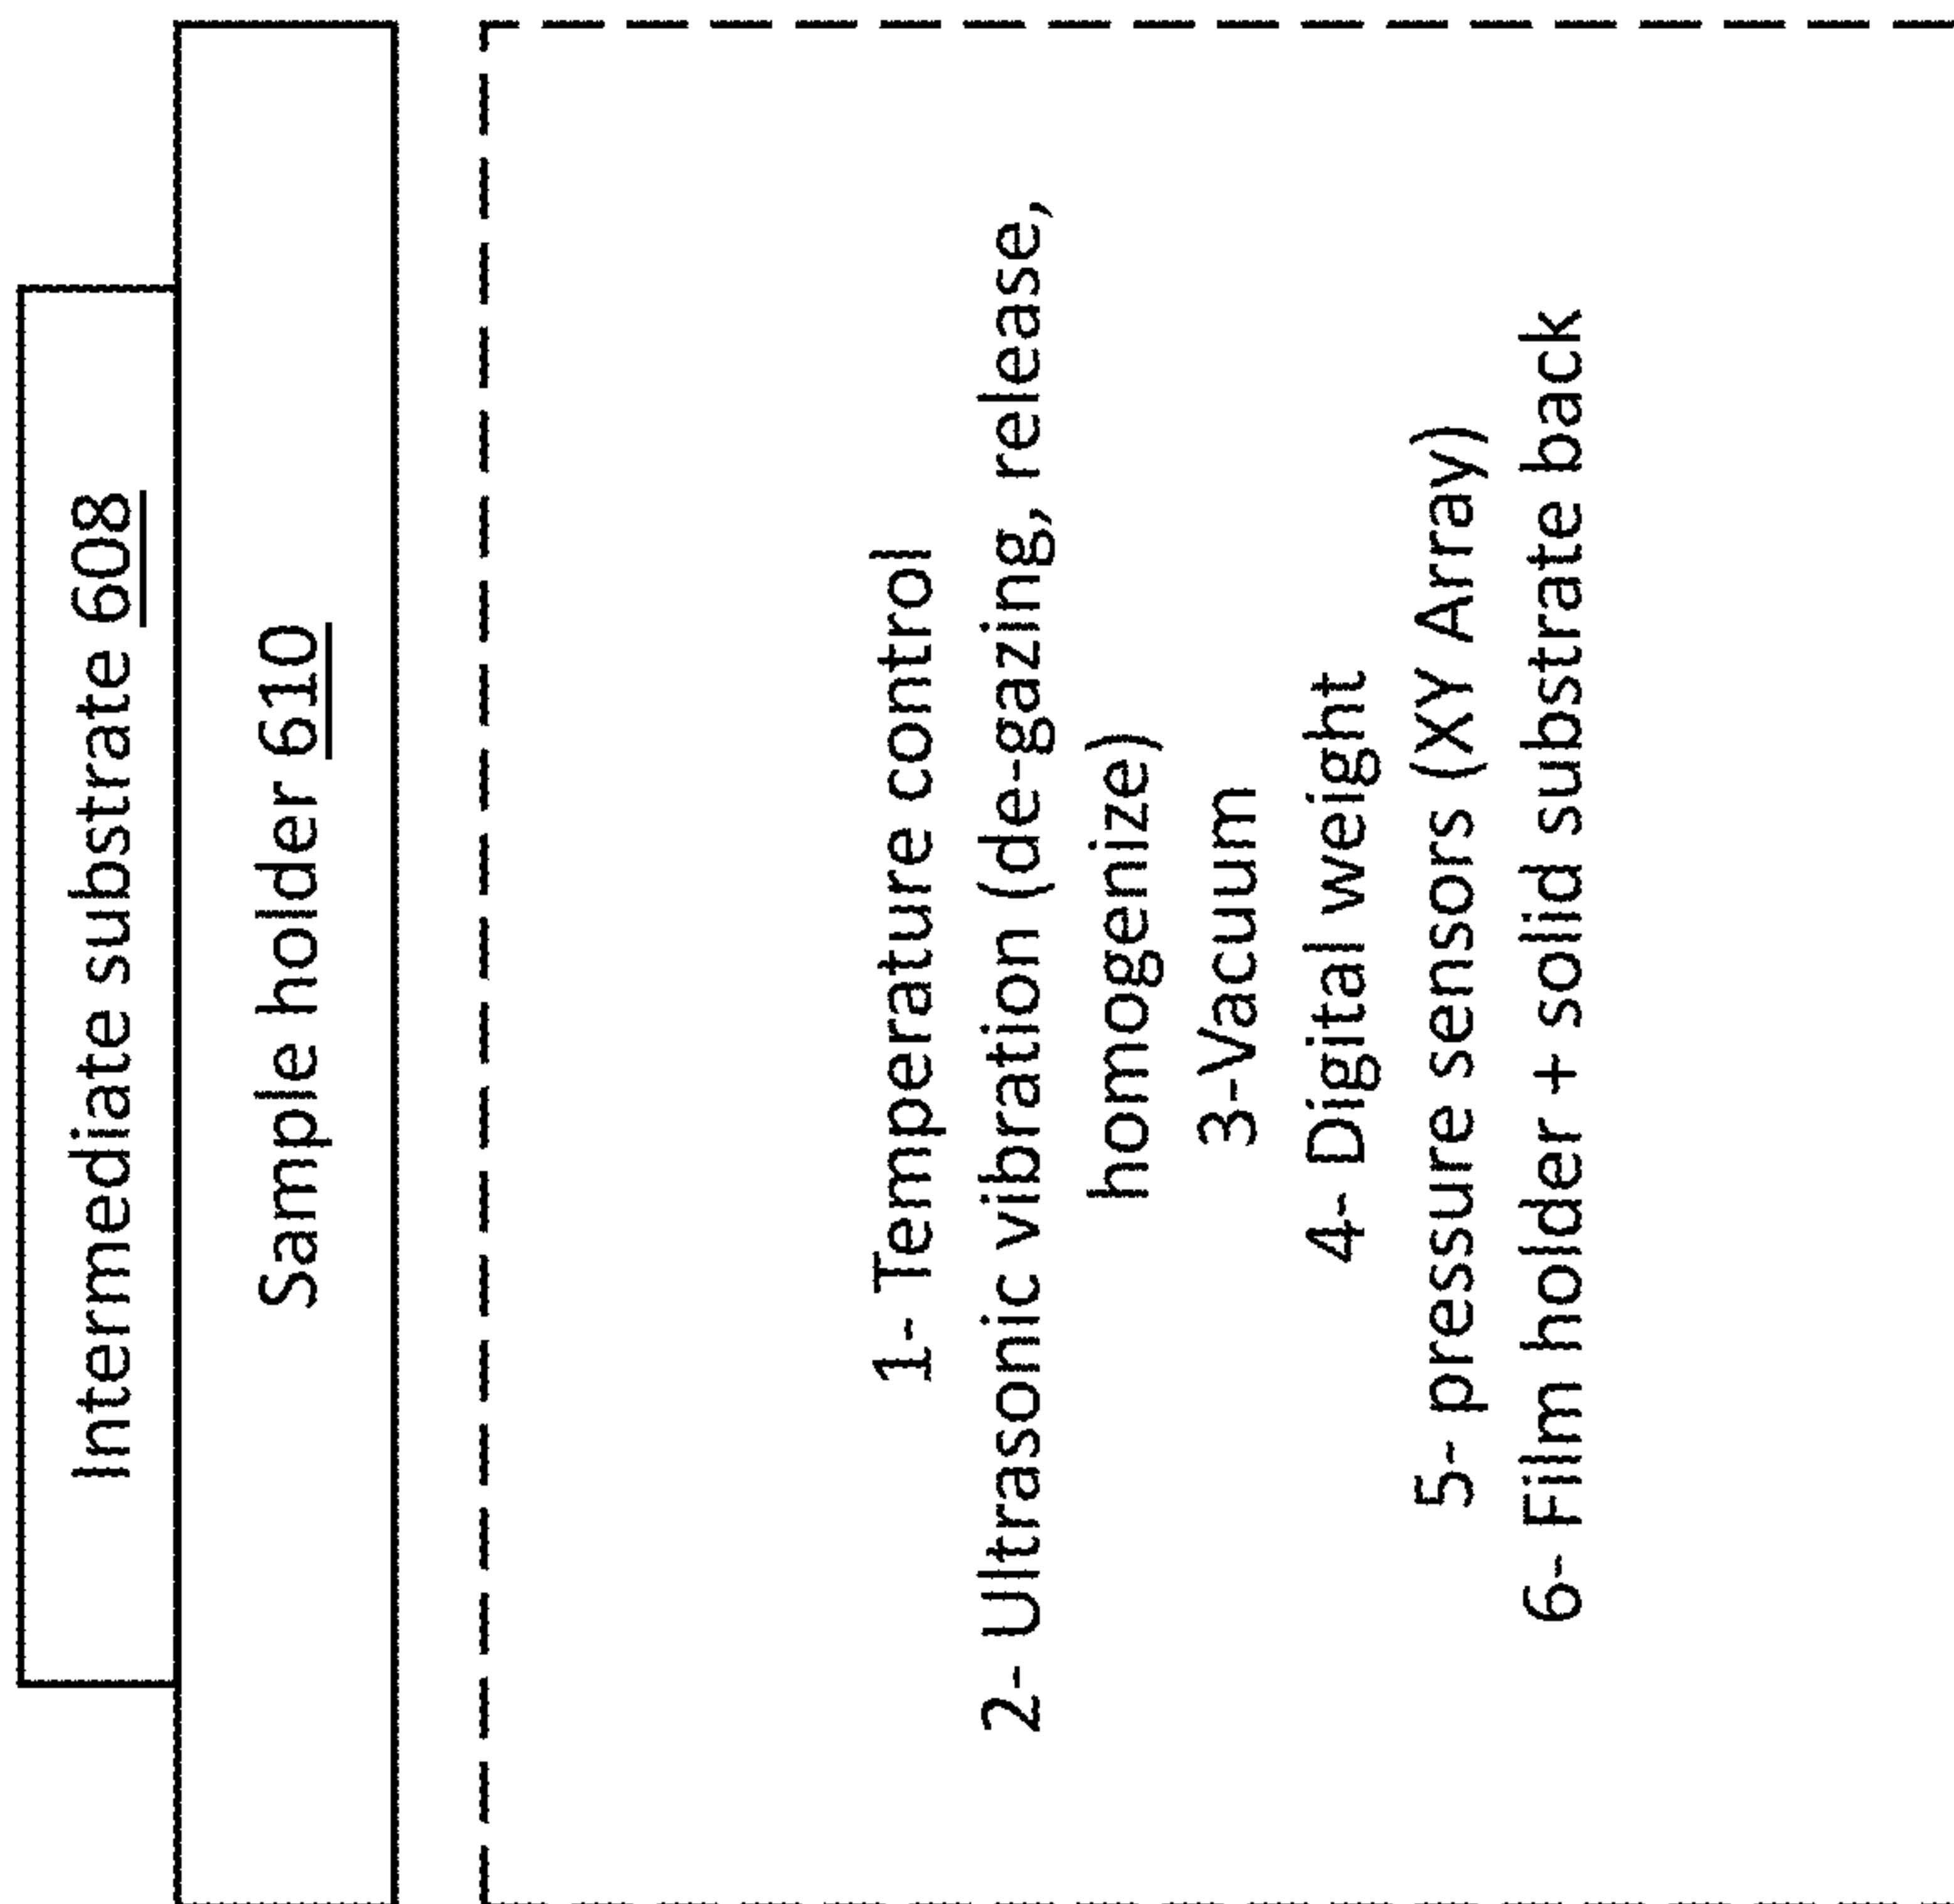 Intermediate substrate 608
Sample holder 610
1- Temperature control
2- Ultrasonic vibration (de-gazing, release,
homogenize)
3-Vacuum
4- Digital weight
5- pressure sensors (XY Array)
6- Film holder + solid substrate back